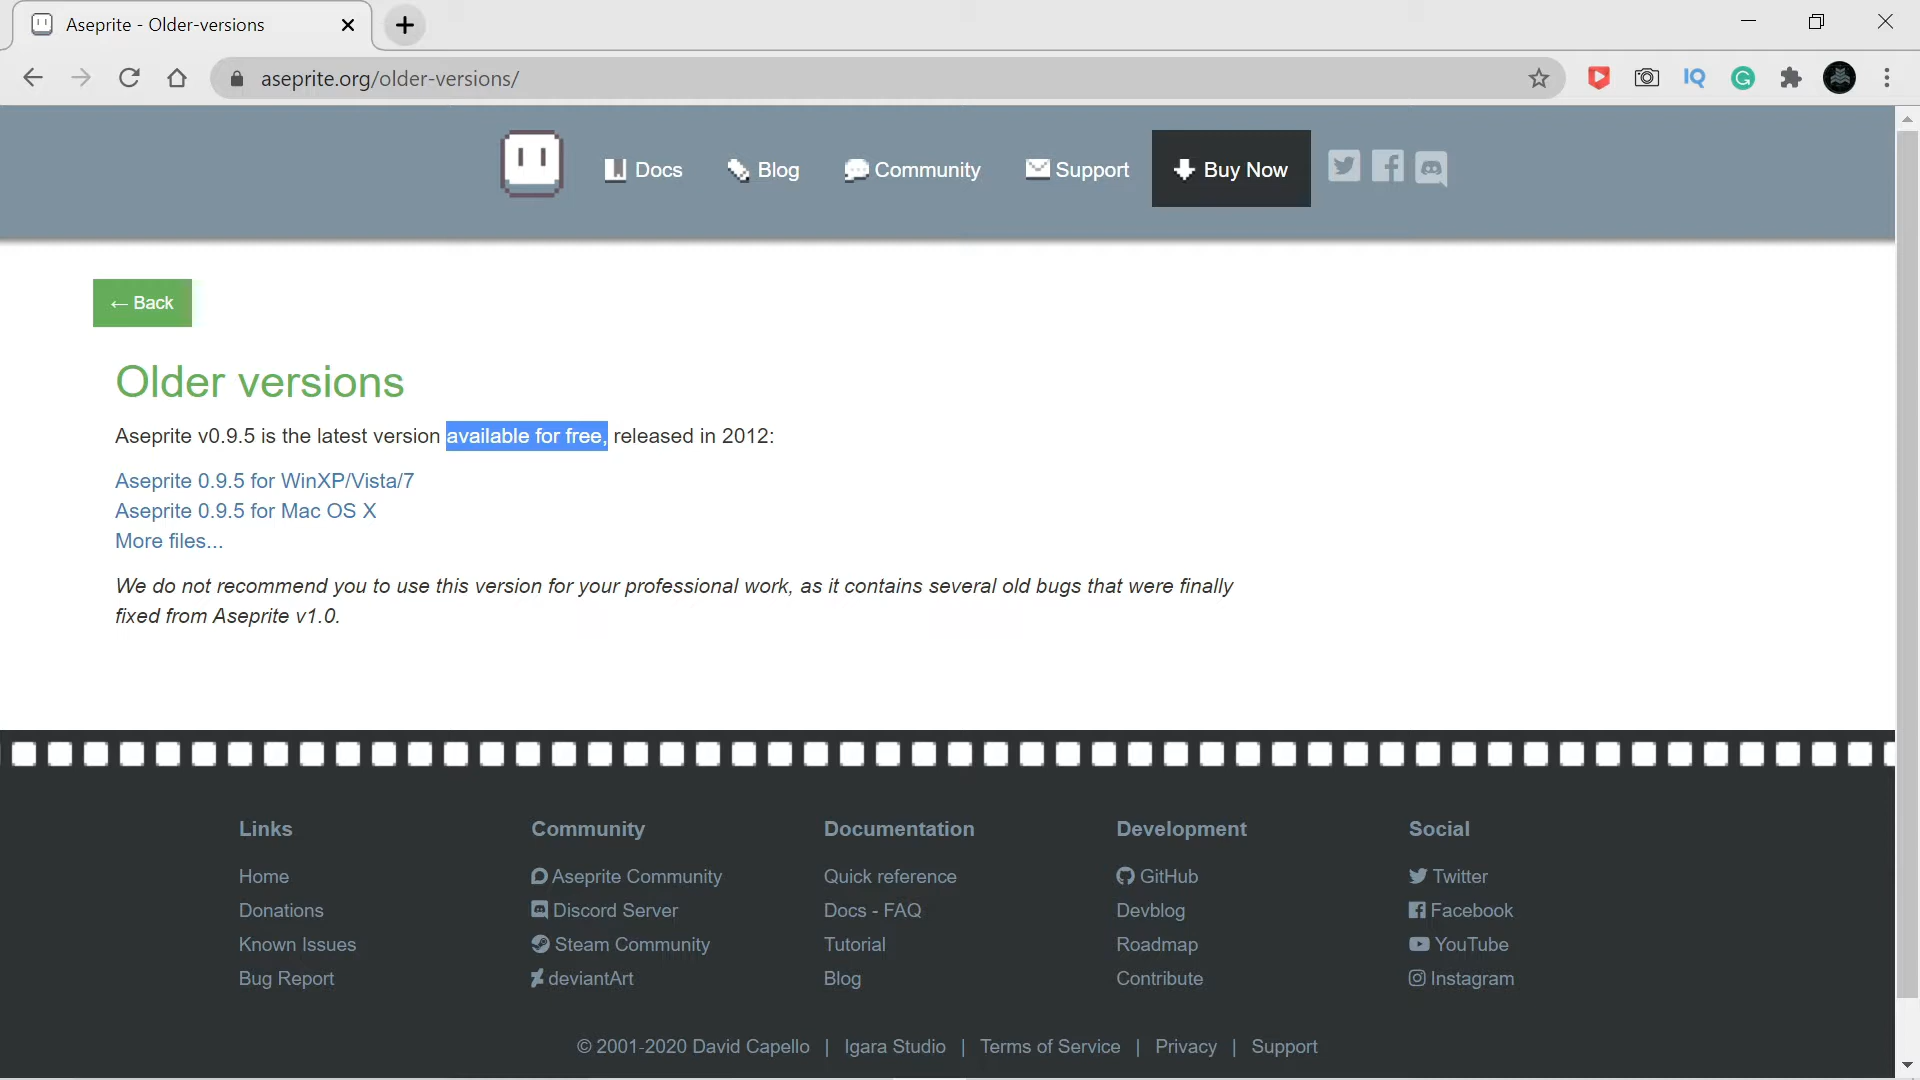 Aseprite - Older-versions
aseprite.org/older-versions/
IQ
Docs
Blog
Community
Support
Buy Now
← Back
Older versions
Aseprite v0.9.5 is the latest version available for free, released in 2012:
Aseprite 0.9.5 for WinXP/Vista/7
Aseprite 0.9.5 for Mac OS X
More files...
We do not recommend you to use this version for your professional work, as it contains several old bugs that were finally
fixed from Aseprite v1.0.
Links
Home
Donations
Known Issues
Bug Report
Community
Aseprite Community
Discord Server
Steam Community
deviantArt
Documentation
Quick reference
Docs - FAQ
Tutorial
Blog
Development
GitHub
Devblog
Roadmap
Contribute
Social
Twitter
Facebook
YouTube
Instagram
© 2001-2020 David Capello | Igara Studio | Terms of Service | Privacy | Support